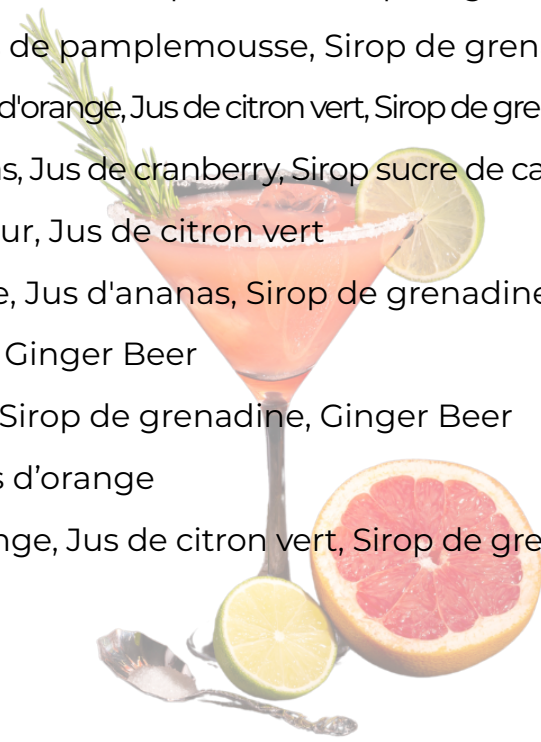 de pamplemousse, Sirop de gren
d'orange, Jus de citron vert, Sirop de gre
s, Jus de cranberry, Sirop sucre de ca
ur, Jus de citron vert
e, Jus d'ananas, Sirop de grenadine
Ginger Beer
Sirop de grenadine, Ginger Beer
s d’orange
nge, Jus de citron vert, Sirop de gre